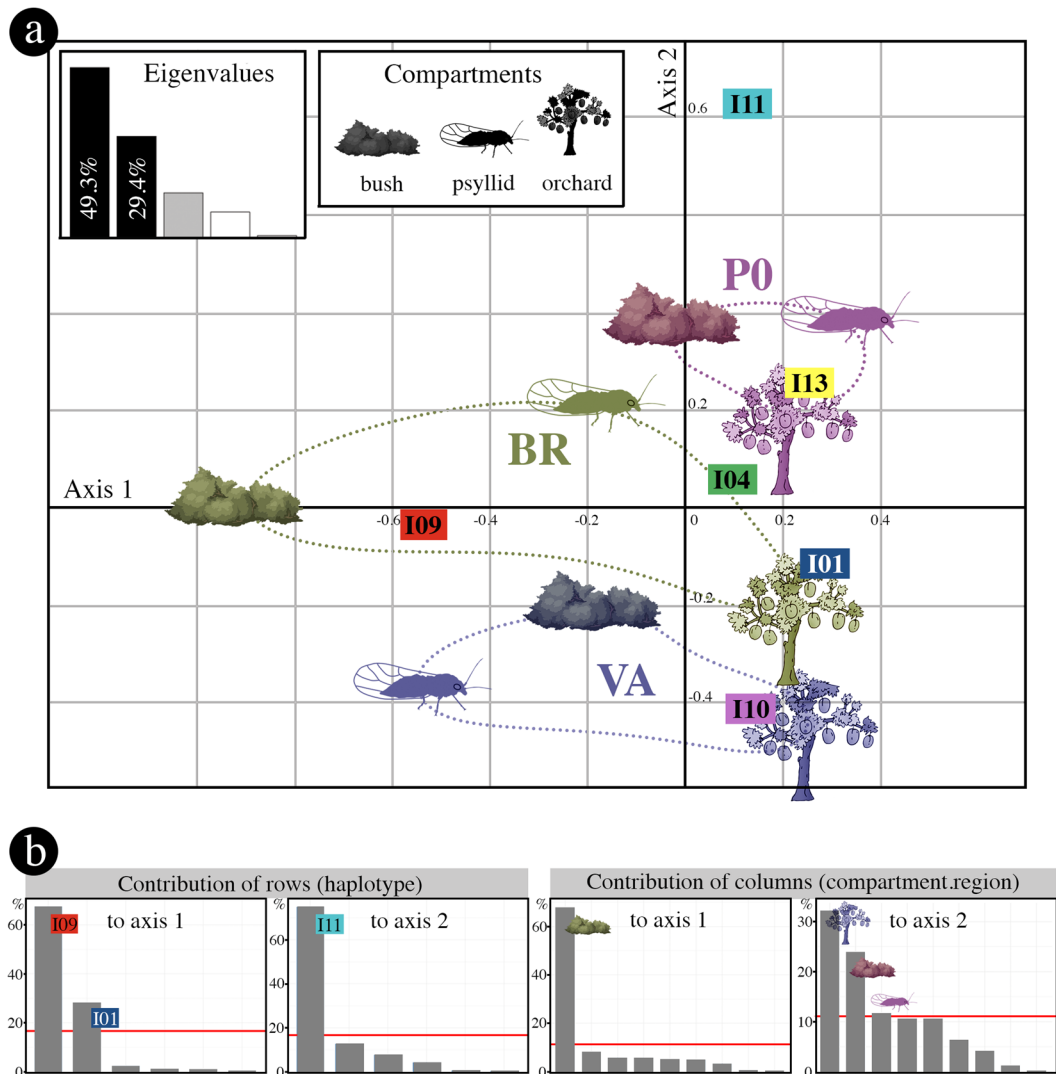 a
Eigenvalues
49.3%
29.4%
Compartments
bush
psyllid
orchard
Axis 2
0.6
I11
P0
I13
0.2
BR
I04
Axis 1
-0.6
-0.4
-0.2
0
0.2
0.4
I09
I01
-0.2
VA
-0.4
I10
b
Contribution of rows (haplotype)
Contribution of columns (compartment.region)
%
60
40
20
0
I09
to axis 1
I01
%
60
40
20
0
I11
to axis 2
%
60
40
20
0
to axis 1
%
30
10
0
to axis 2